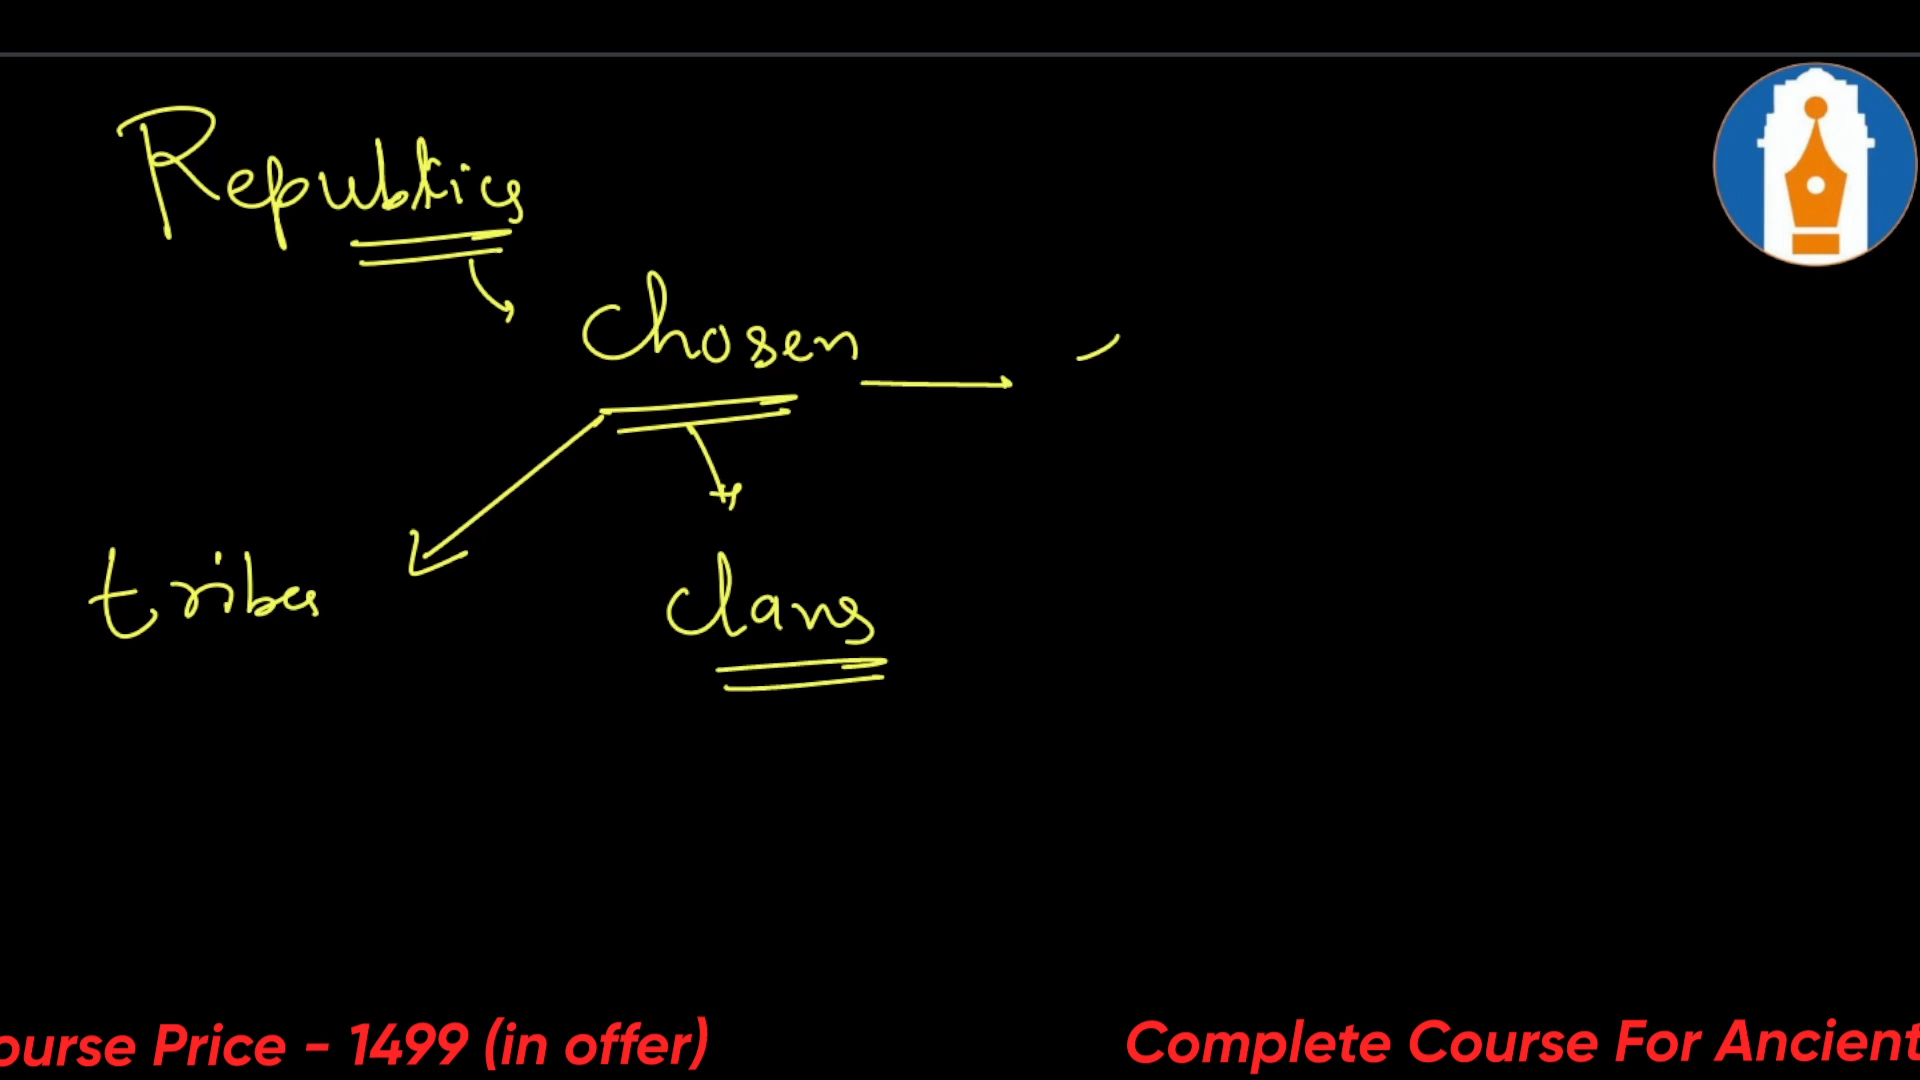 Republics
chosen
tribes
clans
ourse Price - 1499 (in offer)
Complete Course For Ancient